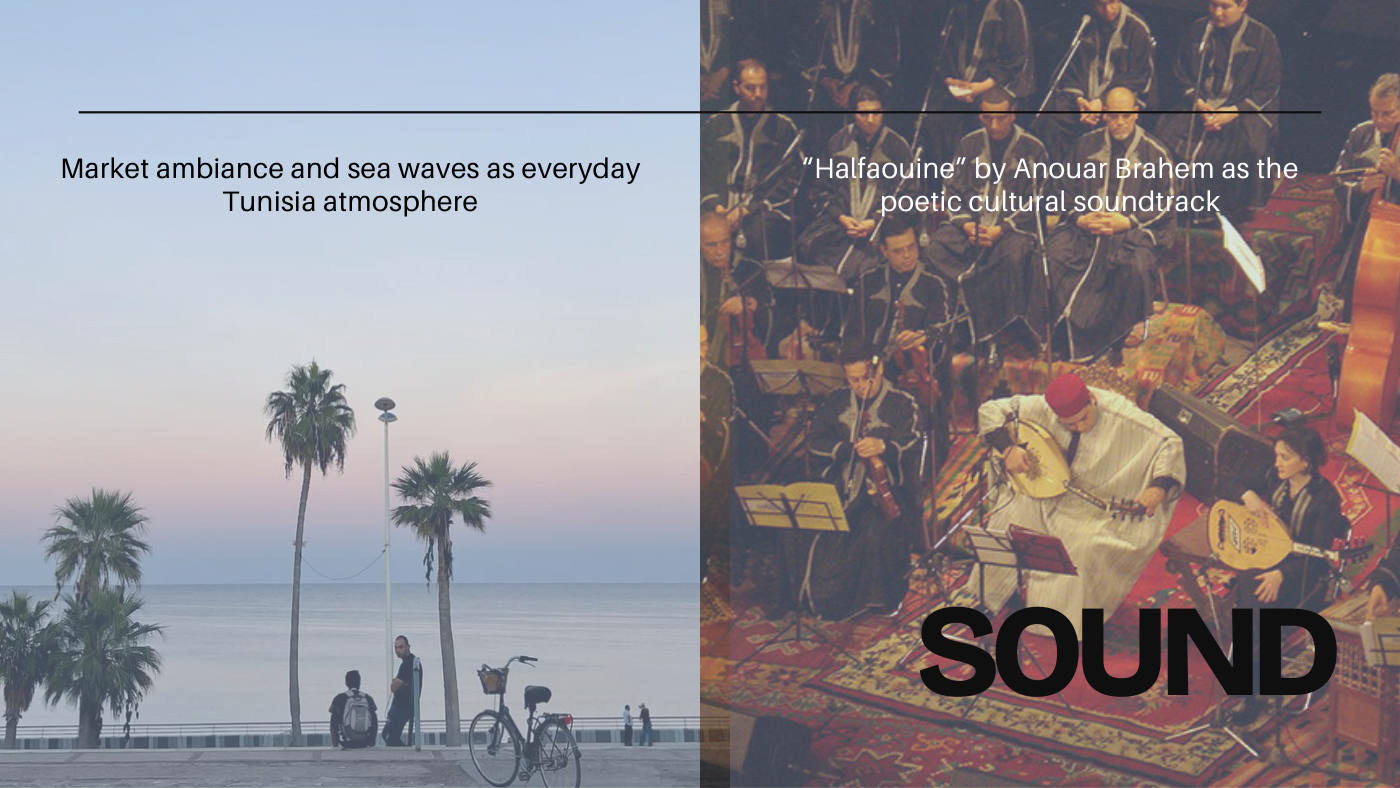 Market ambiance and sea waves as everyday
Tunisia atmosphere
“Halfaouine” by Anouar Brahem as the
poetic cultural soundtrack
SOUND